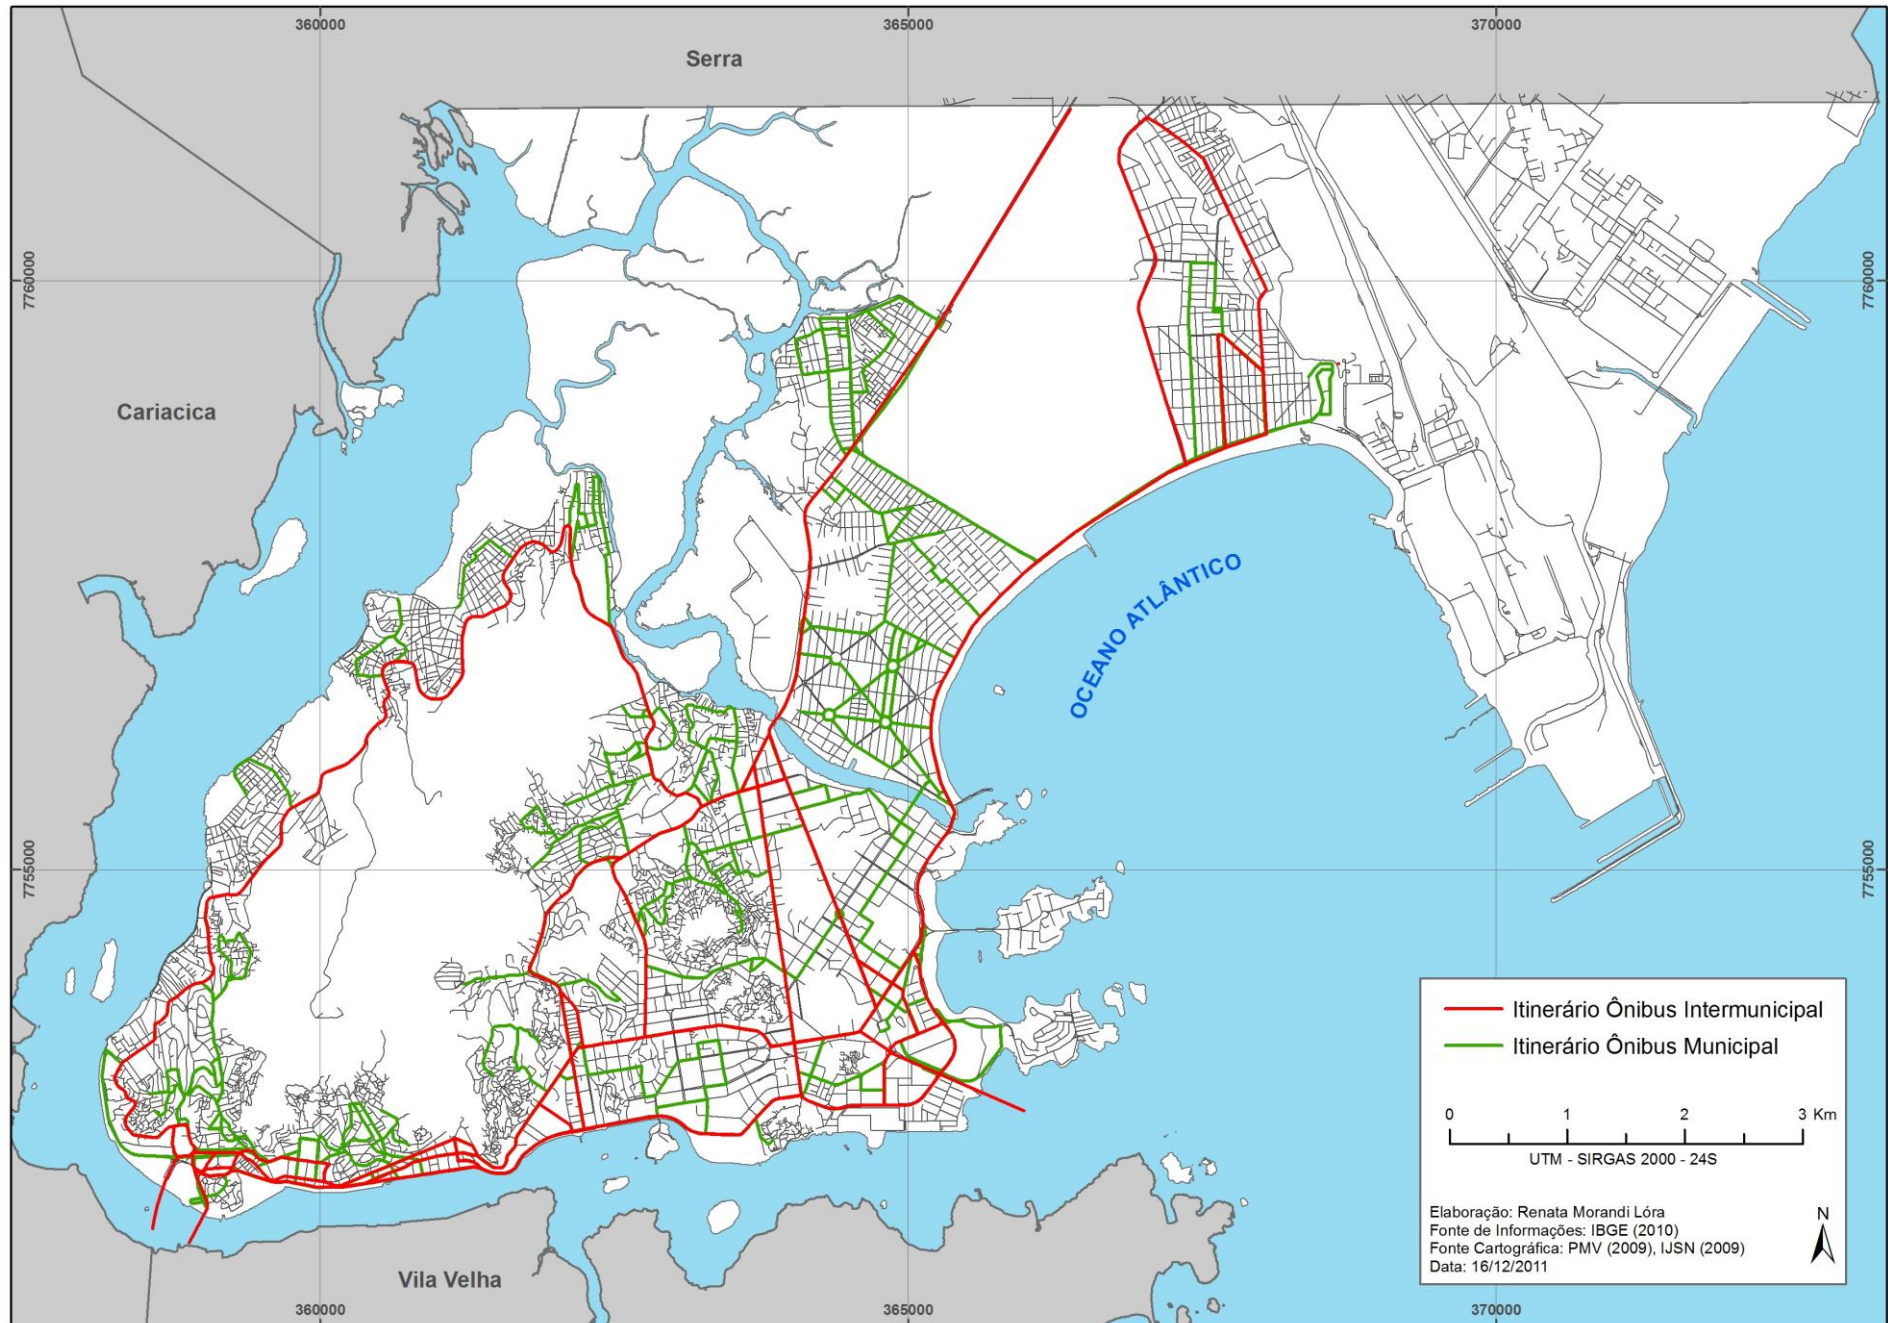 360000
365000
370000
Serra
7760000
7760000
Cariacica
OCEANO ATLÂNTICO
7755000
7755000
Itinerário Ônibus Intermunicipal
Itinerário Ônibus Municipal
0 1 2 3 Km
UTM - SIRGAS 2000 - 24S
Elaboração: Renata Morandi Lóra
Fonte de Informações: IBGE (2010)
Fonte Cartográfica: PMV (2009), IJSN (2009)
Data: 16/12/2011
N
Vila Velha
360000
365000
370000